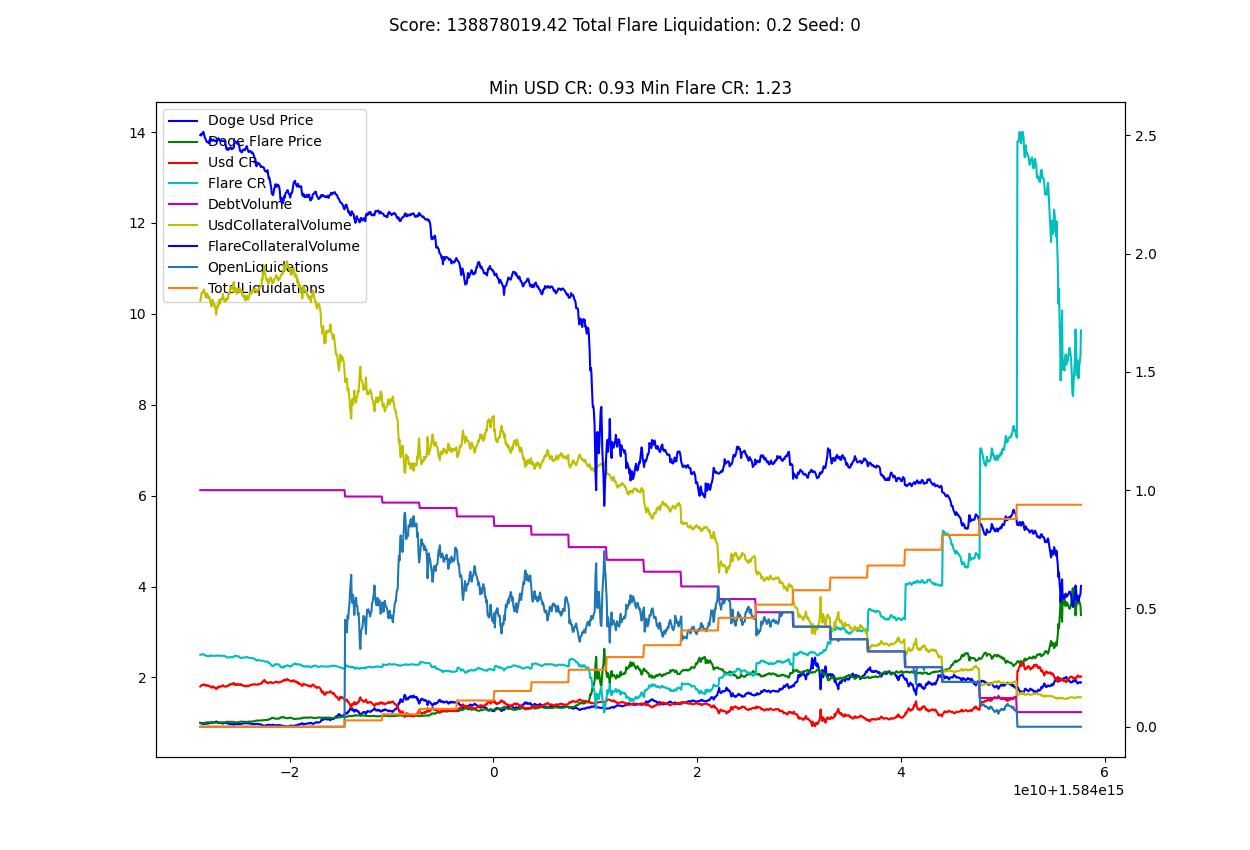 Score: 138878019.42 Total Flare Liquidation: 0.2 Seed: 0
Min USD CR: 0.93 Min Flare CR: 1.23
Doge Usd Price
Doge Flare Price
Usd CR
Flare CR
DebtVolume
UsdCollateralVolume
FlareCollateralVolume
OpenLiquidations
TotalLiquidations
14
12
10
8
6
4
2
2.5
2.0
1.5
1.0
0.5
0.0
−2 0 2 4 6
1e10+1.584e15